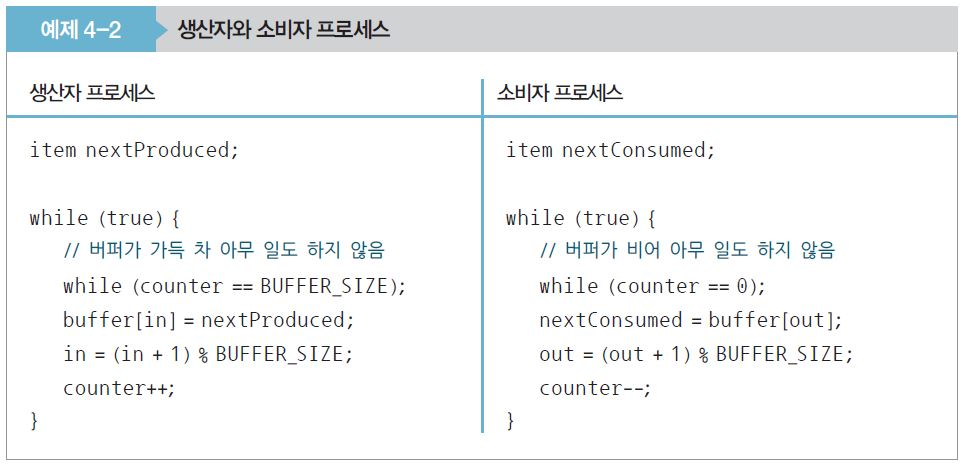 예제 4-2 생산자와 소비자 프로세스
생산자 프로세스
item nextProduced;
while (true) {
// 버퍼가 가득 차 아무 일도 하지 않음
while (counter == BUFFER_SIZE);
buffer[in] = nextProduced;
in = (in + 1) % BUFFER_SIZE;
counter++;
}
소비자 프로세스
item nextConsumed;
while (true) {
// 버퍼가 비어 아무 일도 하지 않음
while (counter == 0);
nextConsumed = buffer[out];
out = (out + 1) % BUFFER_SIZE;
counter--;
}